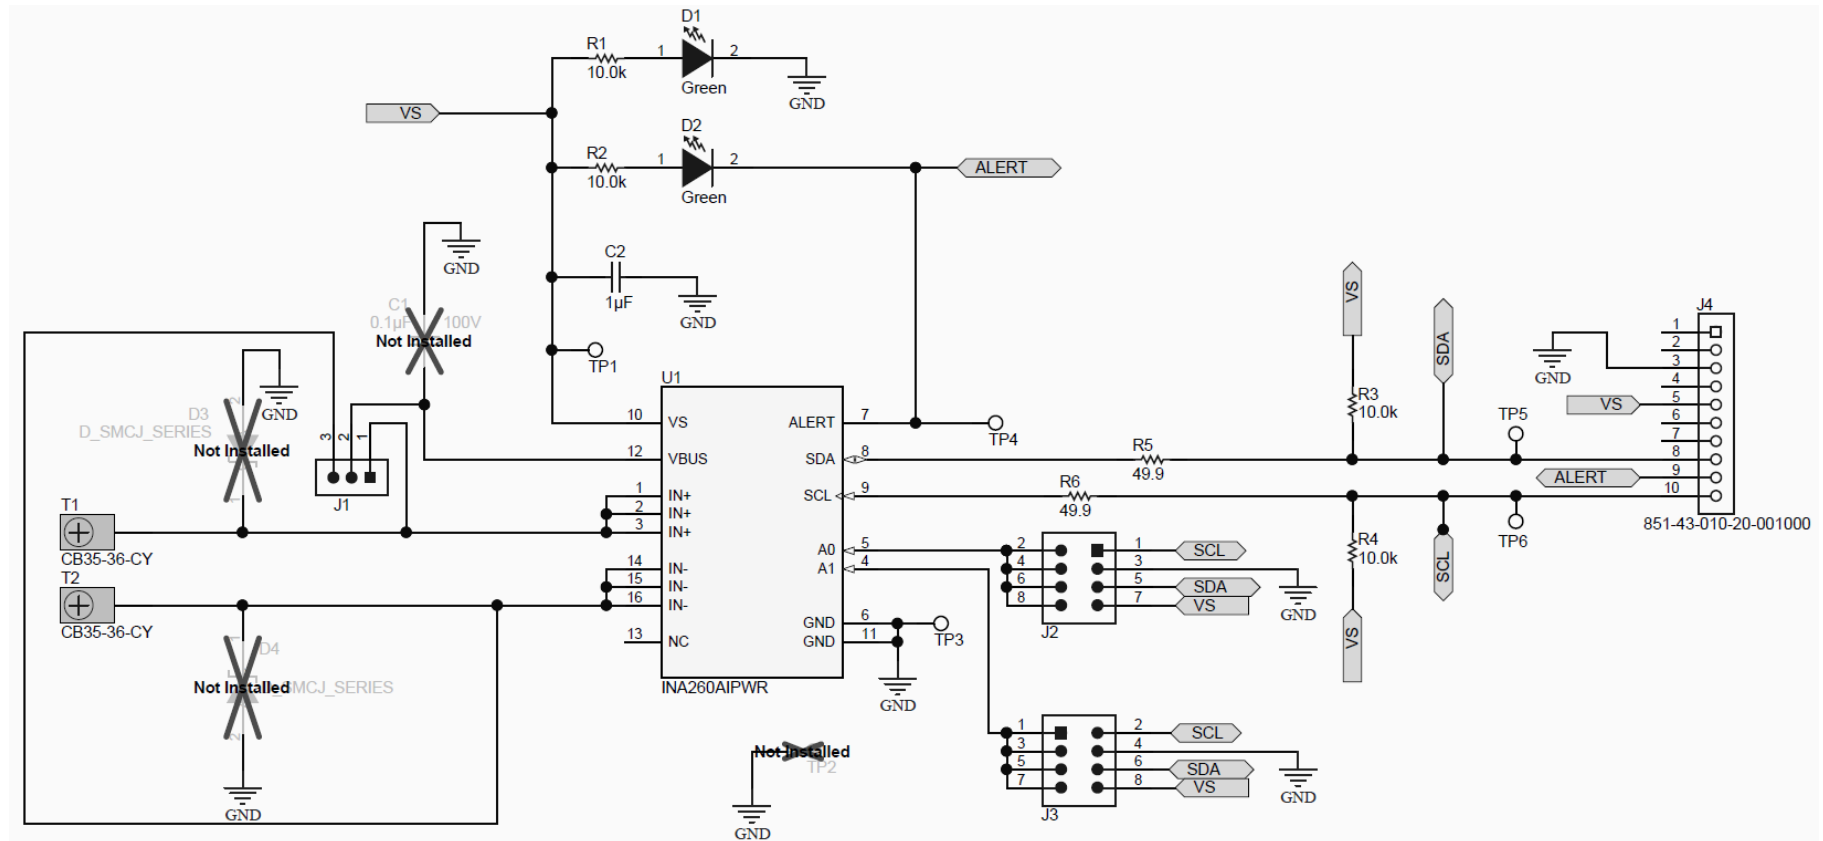 D1
R1
1
2
10.0k
Green
GND
VS
D2
R2
1
2
ALERT
10.0k
Green
C2
GND
1µF
GND
C1
0.1µF
100V
Not Installed
TP1
VS
SDA
J4
1
2
3
4
5
6
7
8
9
10
GND
VS
ALERT
851-43-010-20-001000
2
GND
D3
D_SMCJ_SERIES
Not Installed
1
3
2
1
J1
U1
10
VS
12
VBUS
1
IN+
2
IN+
3
IN+
14
IN-
15
IN-
16
IN-
13
NC
ALERT
7
SDA
8
SCL
9
A0
5
A1
4
GND
6
GND
11
INA260AIPWR
TP4
TP3
GND
R5
49.9
R6
49.9
R3
10.0k
TP5
TP6
R4
10.0k
SCL
VS
T1
CB35-36-CY
T2
CB35-36-CY
1
D4
Not Installed
D_SMCJ_SERIES
2
GND
2
4
6
8
1
3
5
7
SCL
SDA
VS
GND
J2
Not Installed
TP2
GND
1
3
5
7
2
4
6
8
SCL
SDA
VS
GND
J3